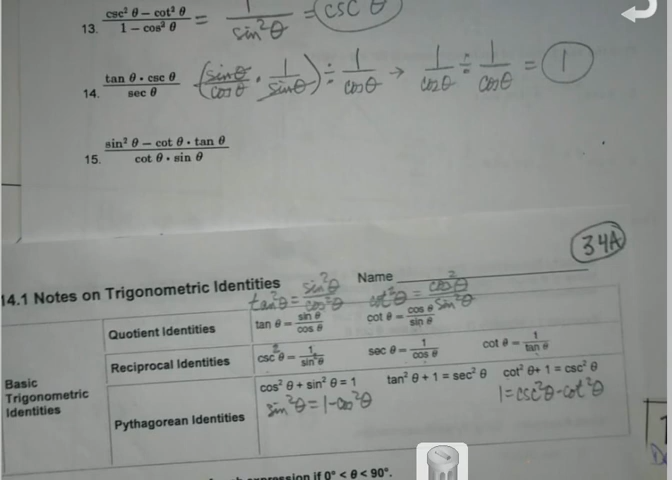 13. csc² θ − cot² θ / 1 − cos² θ = 1 / sin²θ = csc² θ
14. tan θ • csc θ / sec θ (sinθ / cosθ • 1 / sinθ) ÷ 1 / cosθ → 1 / cosθ ÷ 1 / cosθ = 1
15. sin² θ − cot θ • tan θ / cot θ • sin θ
34A
14.1 Notes on Trigonometric Identities Name
tan²θ = sin²θ / cos²θ cot²θ = cos²θ / sin²θ
Quotient Identities tan θ = sin θ / cos θ cot θ = cos θ / sin θ
Reciprocal Identities csc²θ = 1 / sin²θ sec θ = 1 / cos θ cot θ = 1 / tan θ
Basic
Trigonometric
Identities
Pythagorean Identities cos² θ + sin² θ = 1 tan² θ + 1 = sec² θ cot² θ + 1 = csc² θ
sin²θ = 1 − cos²θ 1 = csc²θ − cot²θ
expression if 0° < θ < 90°.